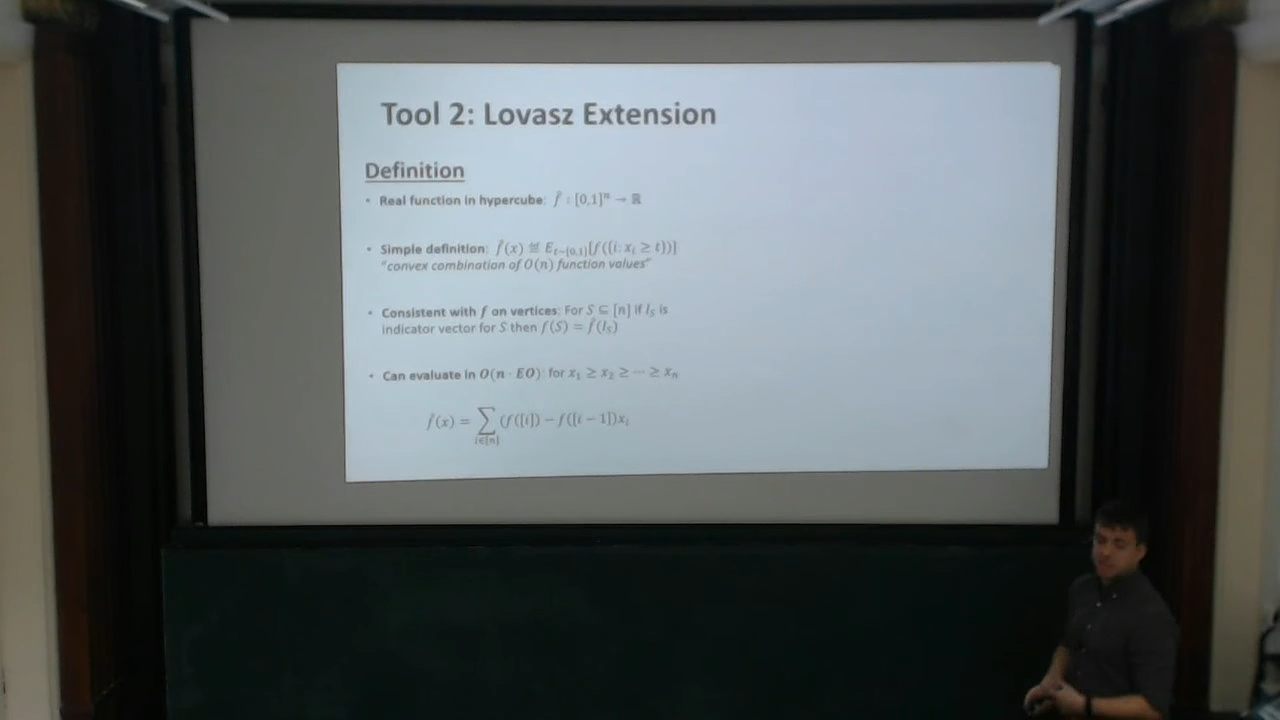 Tool 2: Lovasz Extension
Definition
• Real function in hypercube: f̂ : [0,1]ⁿ → ℝ
• Simple definition: f̂(x) ≝ E_{t~[0,1]}[f({i: xᵢ ≥ t})]
"convex combination of O(n) function values"
• Consistent with f on vertices: For S ⊆ [n] if I_S is
indicator vector for S then f(S) = f̂(I_S)
• Can evaluate in O(n · EO): for x₁ ≥ x₂ ≥ ⋯ ≥ xₙ
f̂(x) = ∑_{i∈[n]} (f([i]) − f([i − 1])xᵢ